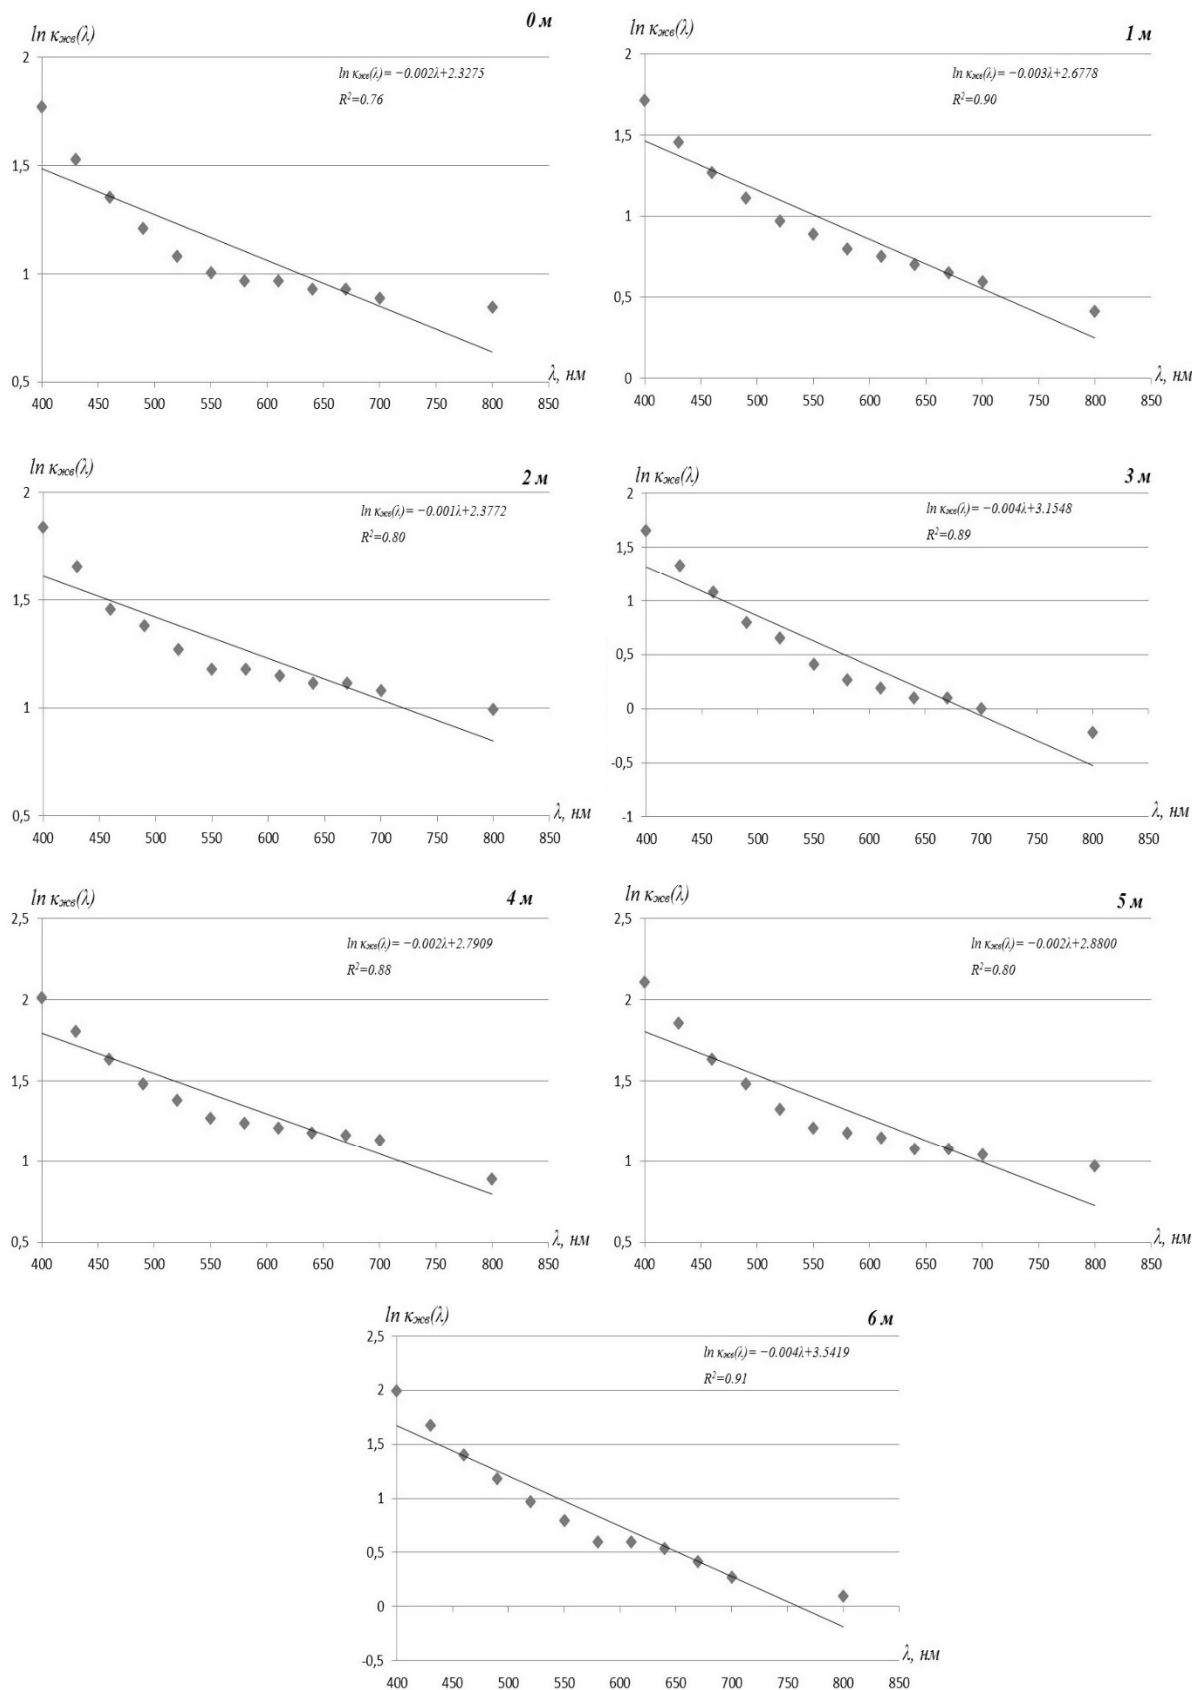 ln κжв(λ)
0 м
2
ln κжв(λ) = −0.002λ+2.3275
R²=0.76
1,5
1
0,5
λ, нм
400 450 500 550 600 650 700 750 800 850
ln κжв(λ)
1 м
2
ln κжв(λ) = −0.003λ+2.6778
R²=0.90
1,5
1
0,5
0
λ, нм
400 450 500 550 600 650 700 750 800 850
ln κжв(λ)
2 м
2
ln κжв(λ) = −0.001λ+2.3772
R²=0.80
1,5
1
0,5
λ, нм
400 450 500 550 600 650 700 750 800 850
ln κжв(λ)
3 м
2
ln κжв(λ) = −0.004λ+3.1548
R²=0.89
1,5
1
0,5
0
-0,5
-1
λ, нм
400 450 500 550 600 650 700 750 800 850
ln κжв(λ)
4 м
2,5
ln κжв(λ) = −0.002λ+2.7909
R²=0.88
2
1,5
1
0,5
λ, нм
400 450 500 550 600 650 700 750 800 850
ln κжв(λ)
5 м
2,5
ln κжв(λ) = −0.002λ+2.8800
R²=0.80
2
1,5
1
0,5
λ, нм
400 450 500 550 600 650 700 750 800 850
ln κжв(λ)
6 м
2,5
ln κжв(λ) = −0.004λ+3.5419
R²=0.91
2
1,5
1
0,5
0
-0,5
λ, нм
400 450 500 550 600 650 700 750 800 850